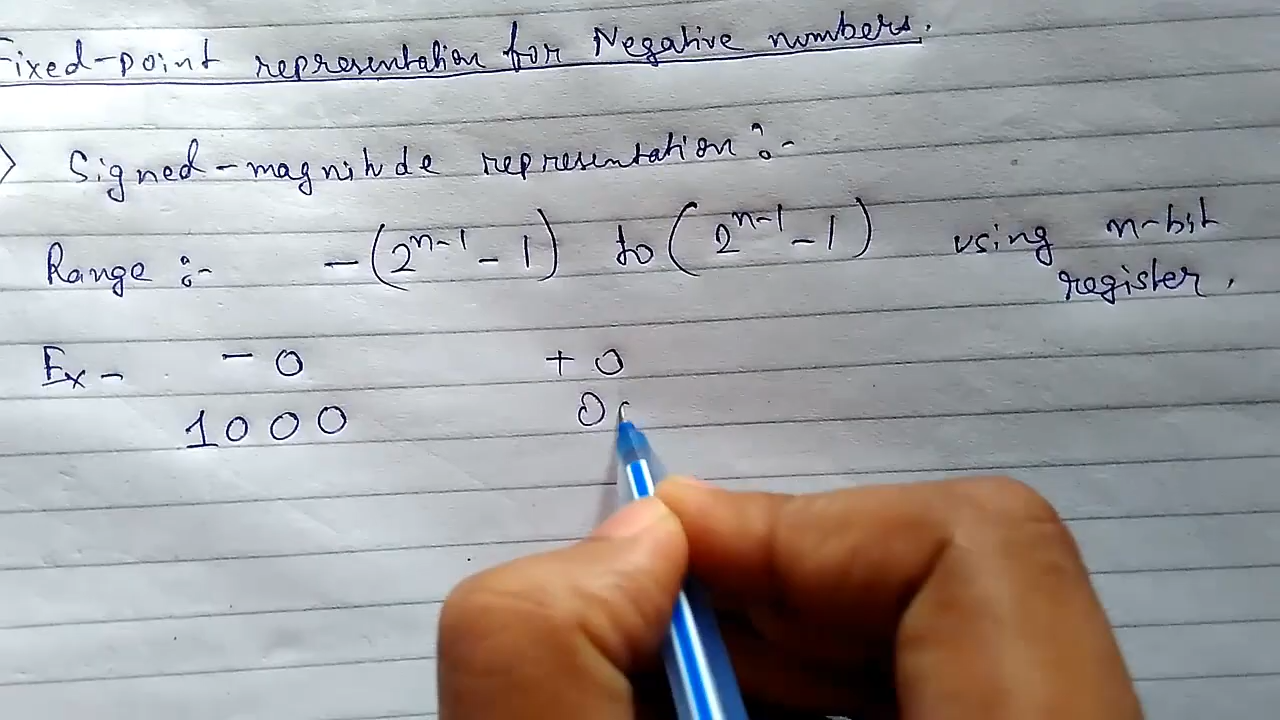 Fixed-point representation for Negative numbers.
) Signed-magnitude representation :-
Range :- -(2^{n-1} - 1) to (2^{n-1} - 1) using n-bit
register.
Ex- -0 +0
1000 00